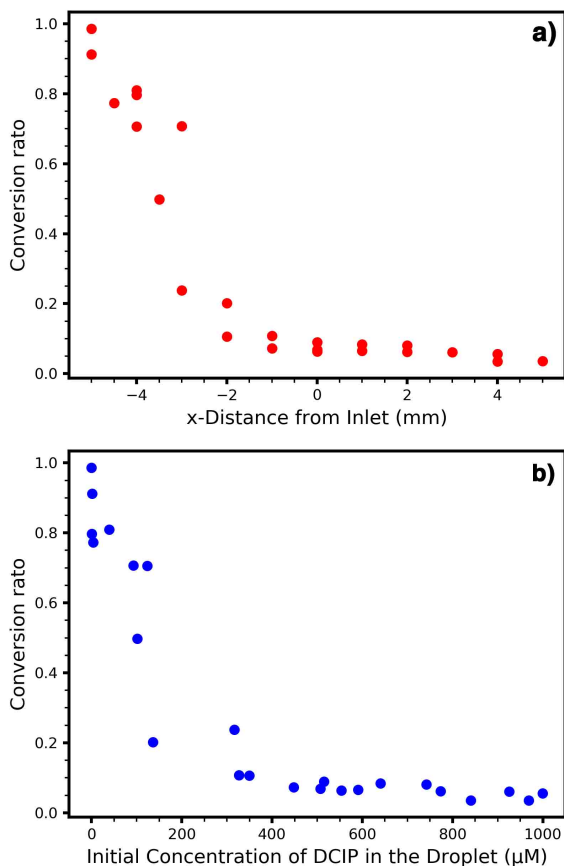 a)
1.0
0.8
0.6
0.4
0.2
0.0
Conversion rato
−4 −2 0 2 4
x-Distance from Inlet (mm)
b)
1.0
0.8
0.6
0.4
0.2
0.0
Conversion rato
0 200 400 600 800 1000
Initial Concentration of DCIP in the Droplet (μM)